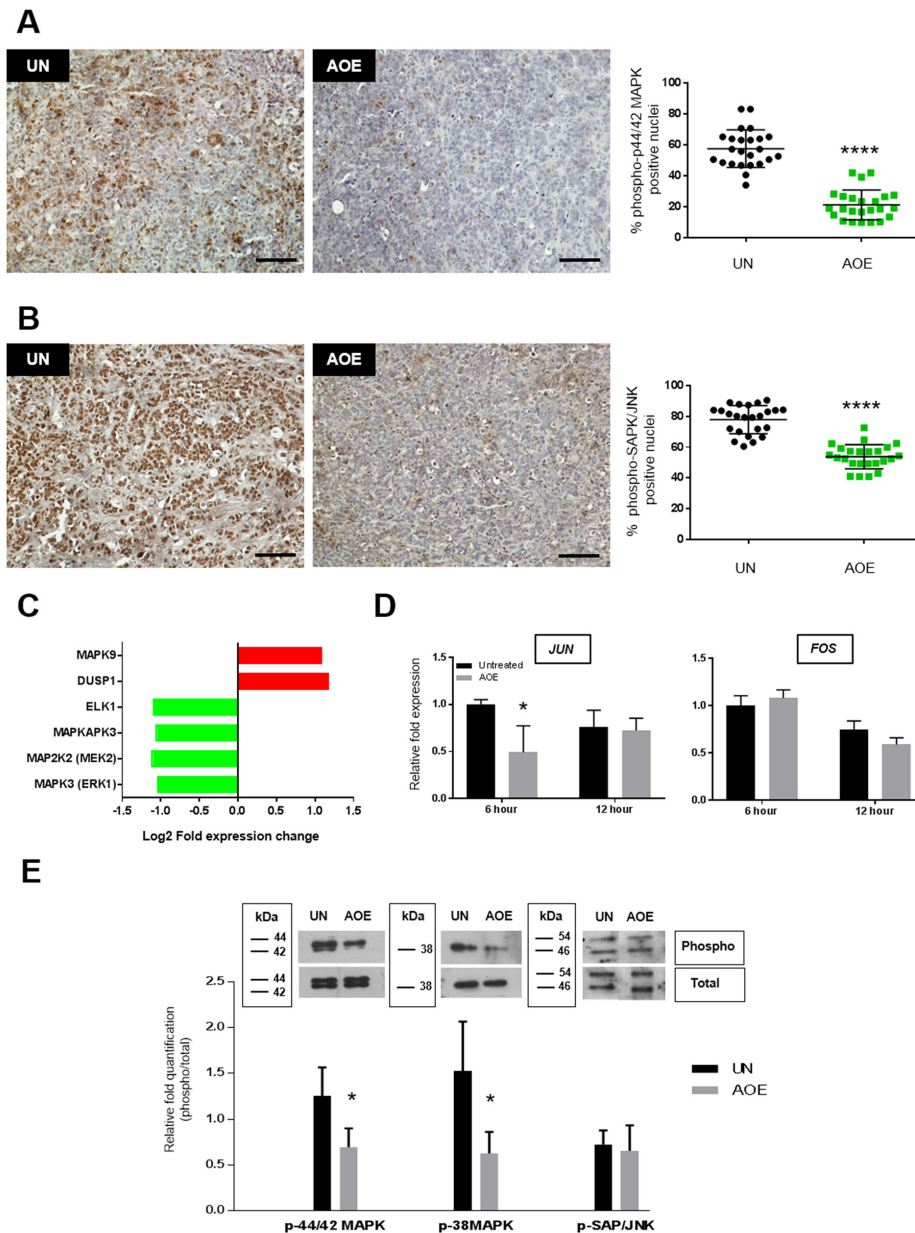 A
UN
AOE
% phospho-p44/42 MAPK
positive nuclei
100
80
60
40
20
0
****
UN
AOE
B
UN
AOE
% phospho-SAPK/JNK
positive nuclei
100
80
60
40
20
0
****
UN
AOE
C
MAPK9
DUSP1
ELK1
MAPKAPK3
MAP2K2 (MEK2)
MAPK3 (ERK1)
-1.5 -1.0 -0.5 0.0 0.5 1.0 1.5
Log2 Fold expression change
D
Relative fold expression
1.5
1.0
0.5
0.0
JUN
Untreated
AOE
*
6 hour 12 hour
FOS
1.5
1.0
0.5
0.0
6 hour 12 hour
E
kDa
44
42
44
42
UN AOE
kDa
38
38
UN AOE
kDa
54
46
54
46
UN AOE
Phospho
Total
Relative fold quantification
(phospho/total)
2.5
2.0
1.5
1.0
0.5
0.0
*
*
UN
AOE
p-44/42 MAPK p-38MAPK p-SAP/JNK